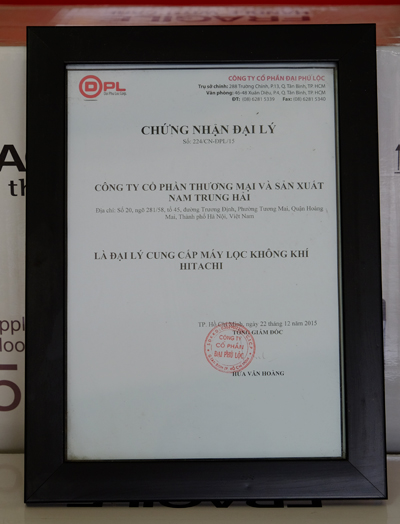 DPL
CÔNG TY CỔ PHẦN ĐẠI PHÚ LỘC
Trụ sở chính: 288 Trường Chinh, P.13, Q.Tân Bình, TP. HCM
Văn phòng: 46-48 Xuân Diệu, P.4, Q.Tân Bình, TP.HCM
ĐT: (08) 6281 5339 Fax: (08) 6281 5340
CHỨNG NHẬN ĐẠI LÝ
Số: 224/CN-DPL/15
CÔNG TY CỔ PHẦN THƯƠNG MẠI VÀ SẢN XUẤT
NAM TRUNG HẢI
Địa chỉ: Số 20, ngõ 281/58, tổ 45, đường Trương Định, Phường Tương Mai, Quận Hoàng
Mai, Thành phố Hà Nội, Việt Nam
LÀ ĐẠI LÝ CUNG CẤP MÁY LỌC KHÔNG KHÍ
HITACHI
TP. Hồ Chí Minh, ngày 22 tháng 12 năm 2015
TỔNG GIÁM ĐỐC
CÔNG TY
CỔ PHẦN
ĐẠI PHÚ LỘC
HỨA VĂN HOÀNG